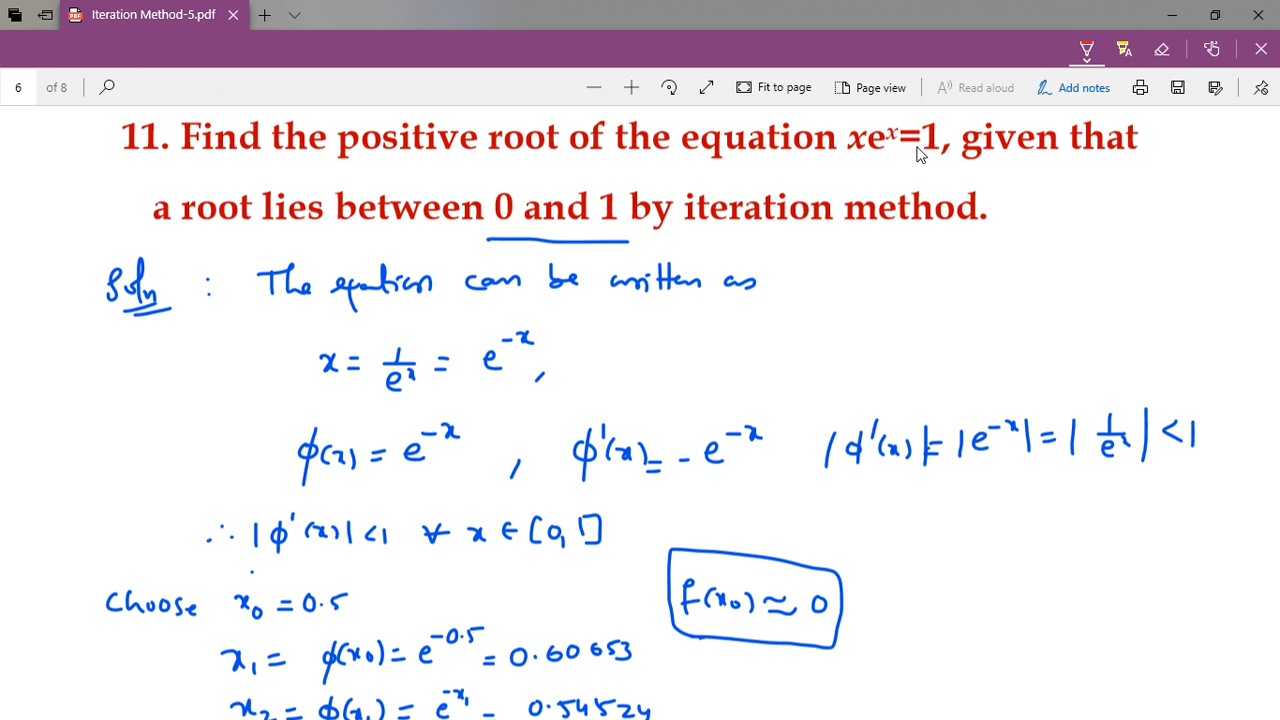 Iteration Method-5.pdf
6 of 8 Fit to page Page view Read aloud Add notes
11. Find the positive root of the equation xeˣ=1, given that
a root lies between 0 and 1 by iteration method.
Soln : The equation can be written as
x = 1/eˣ = e⁻ˣ,
ϕ(x) = e⁻ˣ , ϕ'(x) = - e⁻ˣ |ϕ'(x)| = |e⁻ˣ| = |1/eˣ| < 1
∴ |ϕ'(x)| < 1 ∀ x ∈ [0,1]
Choose x₀ = 0.5
f(x₀) ≈ 0
x₁ = ϕ(x₀) = e^-0.5 = 0.60653
x₂ = ϕ(x₁) = e^-x₁ = 0.54524